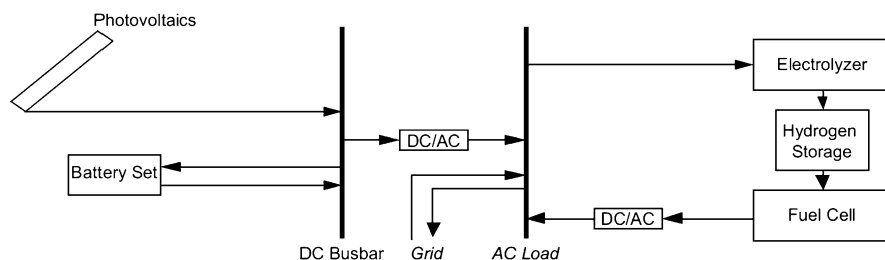 Photovoltaics
Electrolyzer
DC/AC
Hydrogen
Storage
Battery Set
DC/AC
Fuel Cell
DC Busbar
Grid
AC Load